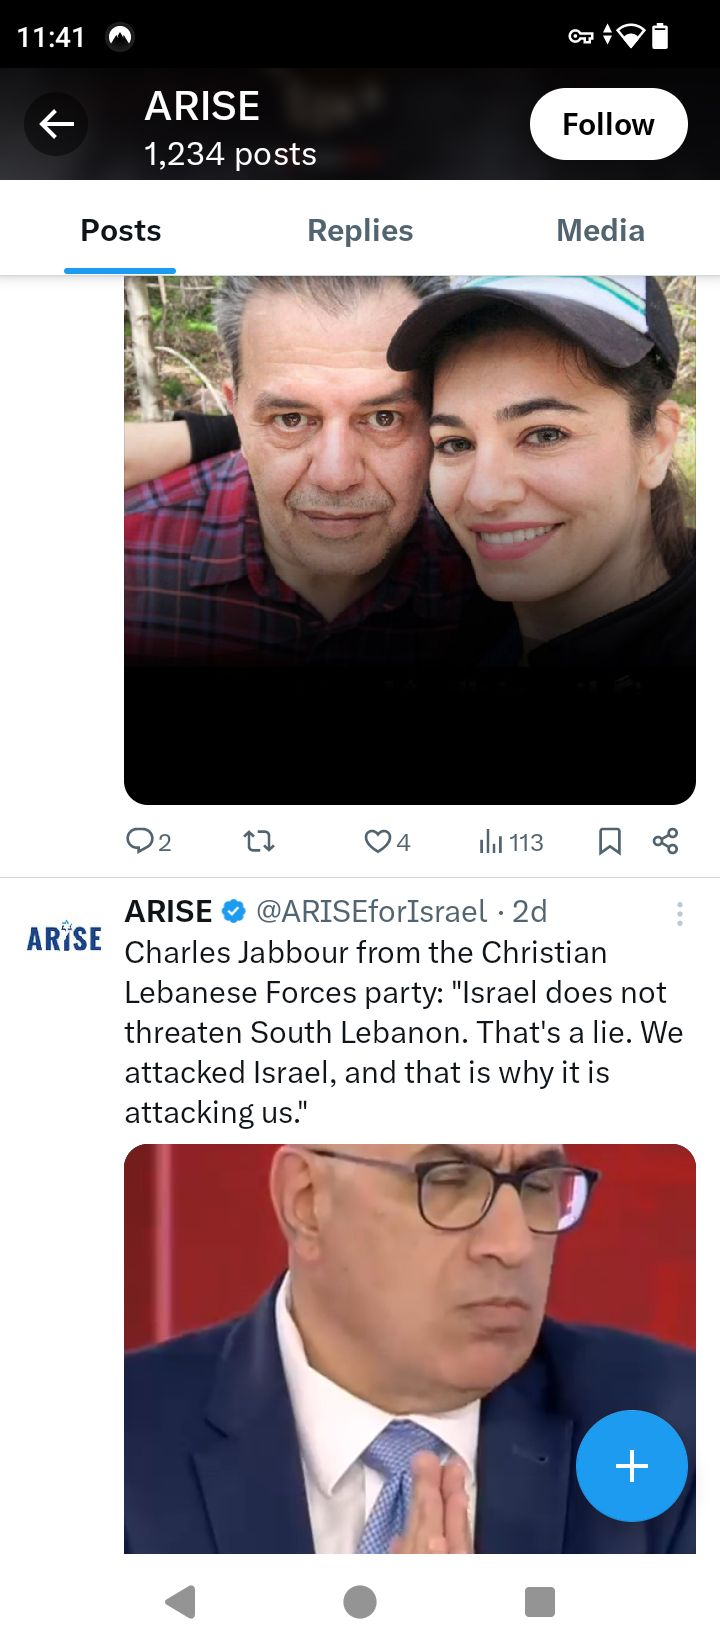 11:41
ARISE
1,234 posts
Follow
Posts
Replies
Media
2
4
113
ARISE @ARISEforIsrael · 2d
ARISE
Charles Jabbour from the Christian
Lebanese Forces party: "Israel does not
threaten South Lebanon. That's a lie. We
attacked Israel, and that is why it is
attacking us."